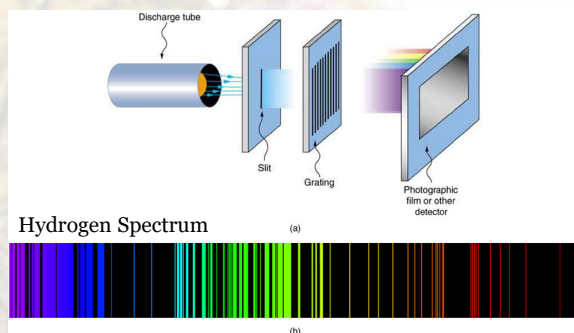 Discharge tube
Slit
Grating
Photographic
film or other
detector
(a)
Hydrogen Spectrum
(b)